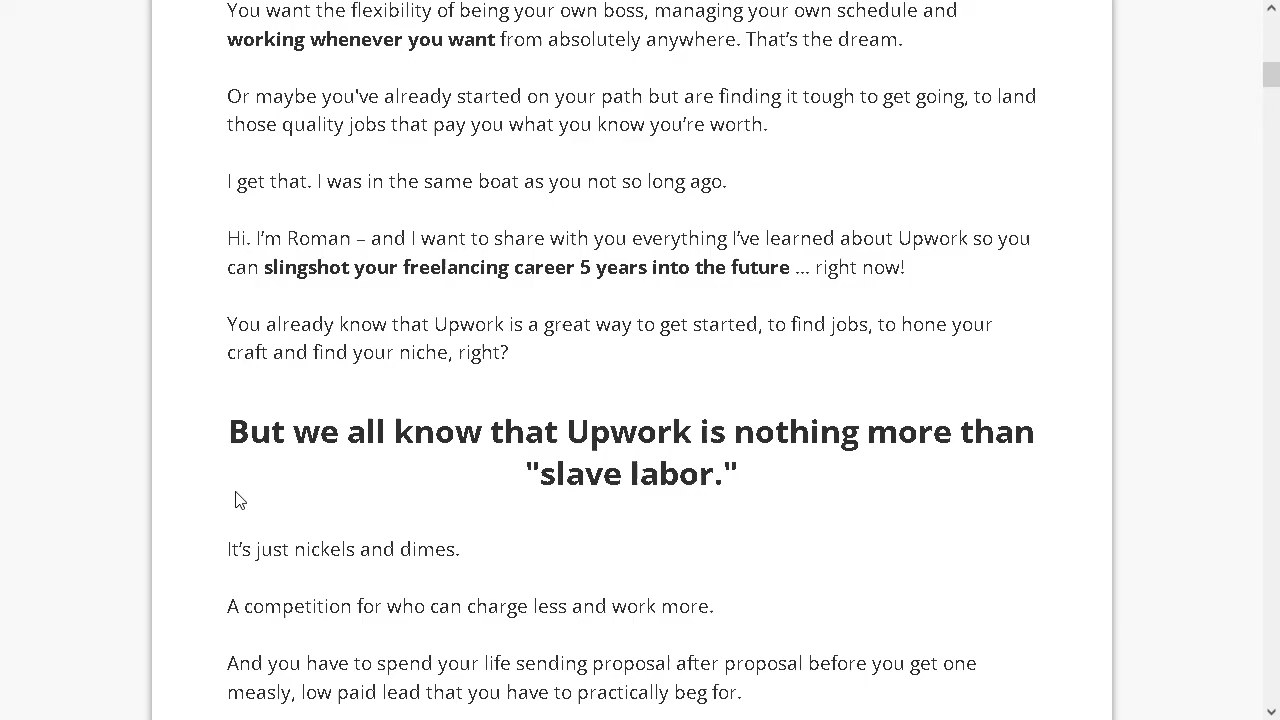 You want the flexibility of being your own boss, managing your own schedule and
working whenever you want from absolutely anywhere. That’s the dream.
Or maybe you've already started on your path but are finding it tough to get going, to land
those quality jobs that pay you what you know you’re worth.
I get that. I was in the same boat as you not so long ago.
Hi. I’m Roman – and I want to share with you everything I’ve learned about Upwork so you
can slingshot your freelancing career 5 years into the future ... right now!
You already know that Upwork is a great way to get started, to find jobs, to hone your
craft and find your niche, right?
But we all know that Upwork is nothing more than
"slave labor."
It’s just nickels and dimes.
A competition for who can charge less and work more.
And you have to spend your life sending proposal after proposal before you get one
measly, low paid lead that you have to practically beg for.